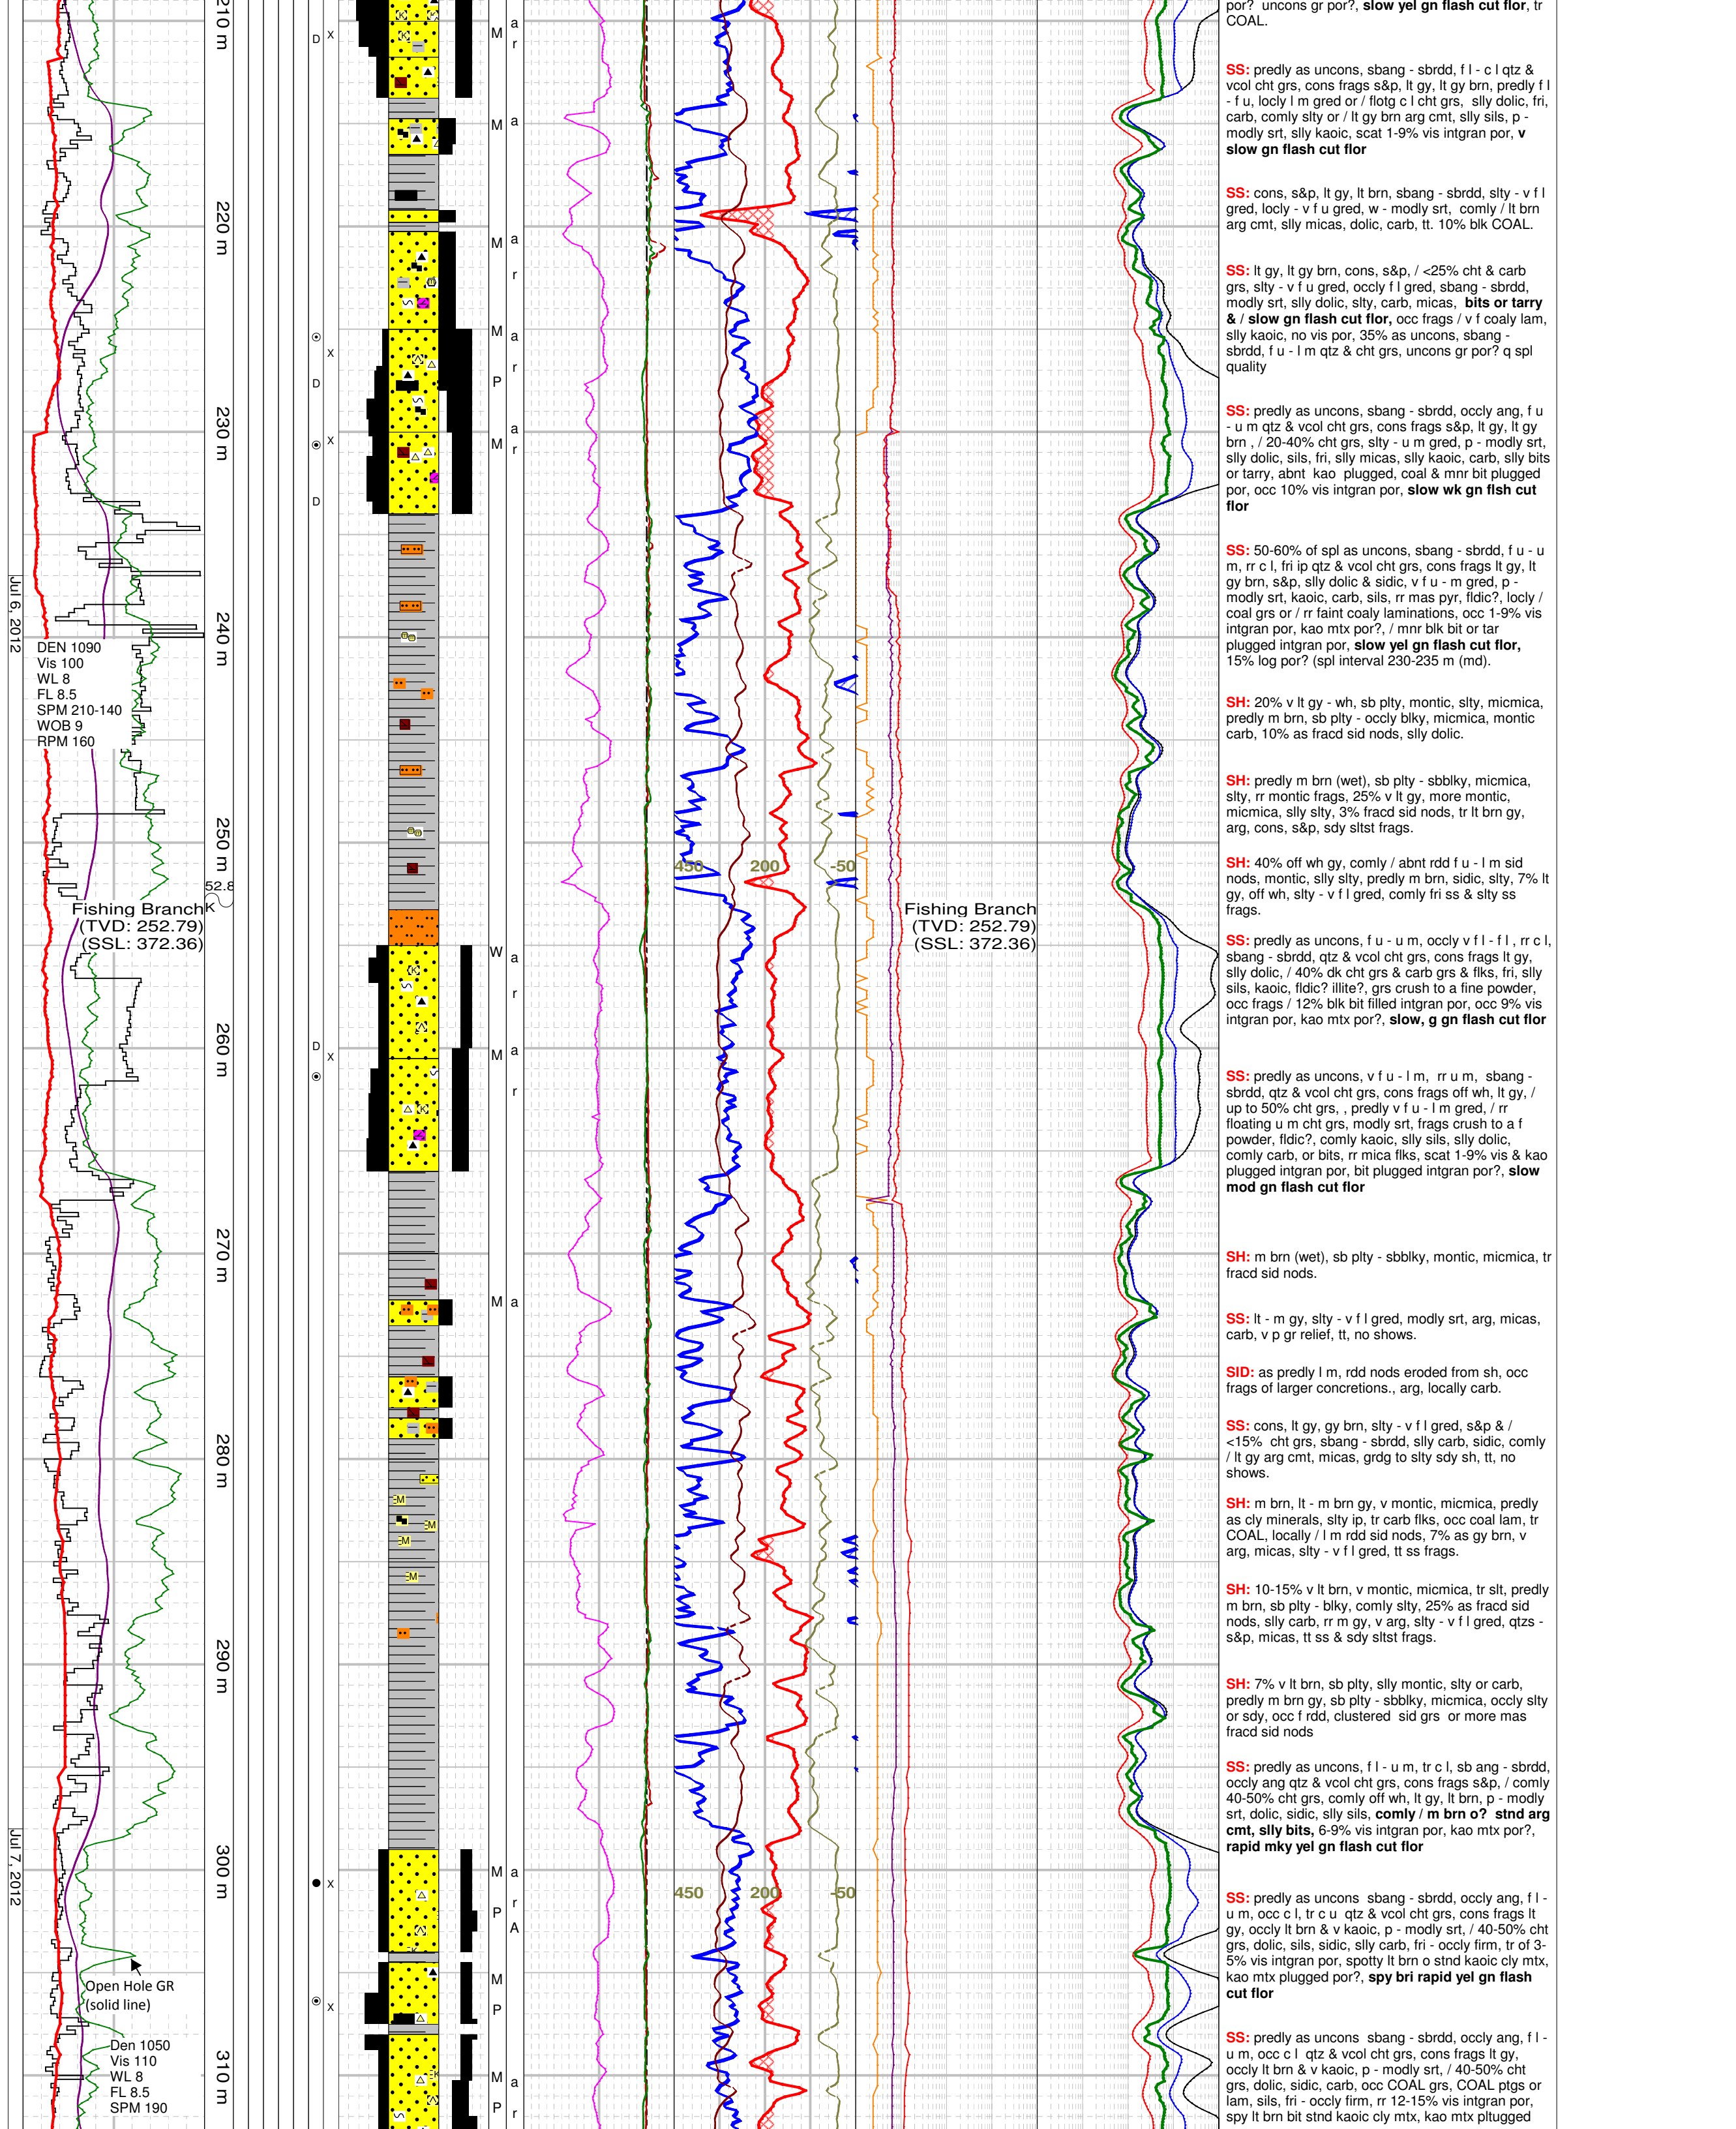 por? uncons gr por?, slow yel gn flash cut flor, tr
COAL.
SS: predly as uncons, sbang - sbrdd, f l - c l qtz &
vcol cht grs, cons frags s&p, lt gy, lt gy brn, predly f l
- f u, locly l m gred or / flotg c l cht grs, slly dolic, fri,
carb, comly slty or / lt gy brn arg cmt, slly sils, p -
modly srt, slly kaoic, scat 1-9% vis intgran por, v
slow gn flash cut flor
SS: cons, s&p, lt gy, lt brn, sbang - sbrdd, slty - v f l
gred, locly - v f u gred, w - modly srt, comly / lt brn
arg cmt, slly micas, dolic, carb, tt. 10% blk COAL.
SS: lt gy, lt gy brn, cons, s&p, / <25% cht & carb
grs, slty - v f u gred, occly f l gred, sbang - sbrdd,
modly srt, slly dolic, slty, carb, micas, bits or tarry
& / slow gn flash cut flor, occ frags / v f coaly lam,
slly kaoic, no vis por, 35% as uncons, sbang -
sbrdd, f u - l m qtz & cht grs, uncons gr por? q spl
quality
SS: predly as uncons, sbang - sbrdd, occly ang, f u
- u m qtz & vcol cht grs, cons frags s&p, lt gy, lt gy
brn , / 20-40% cht grs, slty - u m gred, p - modly srt,
slly dolic, sils, fri, slly micas, slly kaoic, carb, slly bits
or tarry, abnt kao plugged, coal & mnr bit plugged
por, occ 10% vis intgran por, slow wk gn flsh cut
flor
SS: 50-60% of spl as uncons, sbang - sbrdd, f u - u
m, rr c l, fri ip qtz & vcol cht grs, cons frags lt gy, lt
gy brn, s&p, slly dolic & sidic, v f u - m gred, p -
modly srt, kaoic, carb, sils, rr mas pyr, fldic?, locly /
coal grs or / rr faint coaly laminations, occ 1-9% vis
intgran por, kao mtx por?, / mnr blk bit or tar
plugged intgran por, slow yel gn flash cut flor,
15% log por? (spl interval 230-235 m (md).
SH: 20% v lt gy - wh, sb plty, montic, slty, micmica,
predly m brn, sb plty - occly blky, micmica, montic
carb, 10% as fracd sid nods, slly dolic.
SH: predly m brn (wet), sb plty - sbblky, micmica,
slty, rr montic frags, 25% v lt gy, more montic,
micmica, slly slty, 3% fracd sid nods, tr lt brn gy,
arg, cons, s&p, sdy sltst frags.
SH: 40% off wh gy, comly / abnt rdd f u - l m sid
nods, montic, slly slty, predly m brn, sidic, slty, 7% lt
gy, off wh, slty - v f l gred, comly fri ss & slty ss
frags.
SS: predly as uncons, f u - u m, occly v f l - f l , rr c l,
sbang - sbrdd, qtz & vcol cht grs, cons frags lt gy,
slly dolic, / 40% dk cht grs & carb grs & flks, fri, slly
sils, kaoic, fldic? illite?, grs crush to a fine powder,
occ frags / 12% blk bit filled intgran por, occ 9% vis
intgran por, kao mtx por?, slow, g gn flash cut flor
SS: predly as uncons, v f u - l m, rr u m, sbang -
sbrdd, qtz & vcol cht grs, cons frags off wh, lt gy, /
up to 50% cht grs, , predly v f u - l m gred, / rr
floating u m cht grs, modly srt, frags crush to a f
powder, fldic?, comly kaoic, slly sils, slly dolic,
comly carb, or bits, rr mica flks, scat 1-9% vis & kao
plugged intgran por, bit plugged intgran por?, slow
mod gn flash cut flor
SH: m brn (wet), sb plty - sbblky, montic, micmica, tr
fracd sid nods.
SS: lt - m gy, slty - v f l gred, modly srt, arg, micas,
carb, v p gr relief, tt, no shows.
SID: as predly l m, rdd nods eroded from sh, occ
frags of larger concretions., arg, locally carb.
SS: cons, lt gy, gy brn, slty - v f l gred, s&p & /
<15% cht grs, sbang - sbrdd, slly carb, sidic, comly
/ lt gy arg cmt, micas, grdg to slty sdy sh, tt, no
shows.
SH: m brn, lt - m brn gy, v montic, micmica, predly
as cly minerals, slty ip, tr carb flks, occ coal lam, tr
COAL, locally / l m rdd sid nods, 7% as gy brn, v
arg, micas, slty - v f l gred, tt ss frags.
SH: 10-15% v lt brn, v montic, micmica, tr slt, predly
m brn, sb plty - blky, comly slty, 25% as fracd sid
nods, slly carb, rr m gy, v arg, slty - v f l gred, qtzs -
s&p, micas, tt ss & sdy sltst frags.
SH: 7% v lt brn, sb plty, slly montic, slty or carb,
predly m brn gy, sb plty - sbblky, micmica, occly slty
or sdy, occ f rdd, clustered sid grs or more mas
fracd sid nods
SS: predly as uncons, f l - u m, tr c l, sb ang - sbrdd,
occly ang qtz & vcol cht grs, cons frags s&p, / comly
40-50% cht grs, comly off wh, lt gy, lt brn, p - modly
srt, dolic, sidic, slly sils, comly / m brn o? stnd arg
cmt, slly bits, 6-9% vis intgran por, kao mtx por?,
rapid mky yel gn flash cut flor
SS: predly as uncons sbang - sbrdd, occly ang, f l -
u m, occ c l, tr c u qtz & vcol cht grs, cons frags lt
gy, occly lt brn & v kaoic, p - modly srt, / 40-50% cht
grs, dolic, sils, sidic, slly carb, fri - occly firm, tr of 3-
5% vis intgran por, spotty lt brn o stnd kaoic cly mtx,
kao mtx plugged por?, spy bri rapid yel gn flash
cut flor
SS: predly as uncons sbang - sbrdd, occly ang, f l -
u m, occ c l qtz & vcol cht grs, cons frags lt gy,
occly lt brn & v kaoic, p - modly srt, / 40-50% cht
grs, dolic, sidic, carb, occ COAL grs, COAL ptgs or
lam, sils, fri - occly firm, rr 12-15% vis intgran por,
spy lt brn bit stnd kaoic cly mtx, kao mtx pltugged
210 m
220 m
230 m
240 m
250 m
260 m
270 m
280 m
290 m
300 m
310 m
Jul 6, 2012
Jul 7, 2012
DEN 1090
Vis 100
WL 8
FL 8.5
SPM 210-140
WOB 9
RPM 160
52.8
K
Fishing Branch
(TVD: 252.79)
(SSL: 372.36)
Fishing Branch
(TVD: 252.79)
(SSL: 372.36)
450 200 -50
450 200 -50
Open Hole GR
(solid line)
Den 1050
Vis 110
WL 8
FL 8.5
SPM 190
D X
X
D
X
D
D X
X
X
M a
r
M a
M a
r
M a
r
P
a
M r
W a
r
M a
r
M a
M a
r
P
A
M
P
M a
P r